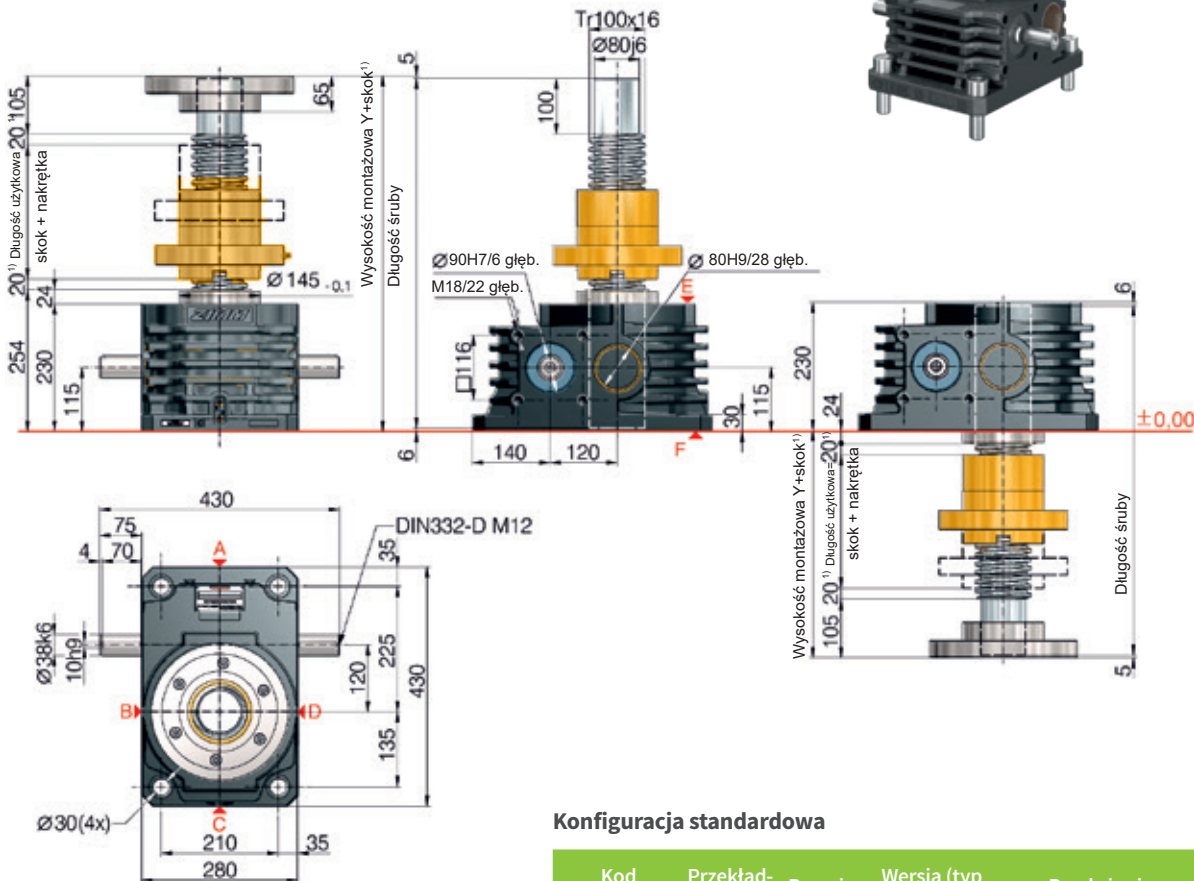 Tr100x16
Ø80j6
5
65
105
20¹⁾
¹⁾ Długość użytkowa
skok + nakrętka
20
24
254
230
115
Ø 145 -0.1
ZIMM
Wysokość montażowa Y+skok¹⁾
Długość śruby
5
100
Ø90H7/6 głęb.
M18/22 głęb.
Ø 80H9/28 głęb.
E
□116
115
30
F
6
140
120
6
230
24
±0,00
20¹⁾
¹⁾ Długość użytkowa=
skok + nakrętka
20
105
Wysokość montażowa Y+skok¹⁾
Długość śruby
5
430
75
4
70
DIN332-D M12
A
35
Ø38k6
10h9
225
120
430
B
D
135
Ø30(4x)
C
210
35
280
Konfiguracja standardowa
Kod
Przekład-
Wersja (typ